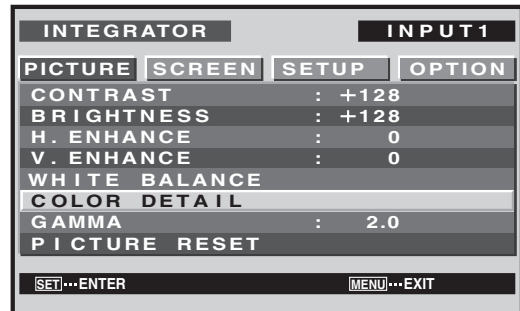 INTEGRATOR INPUT1
PICTURE SCREEN SETUP OPTION
CONTRAST : +128
BRIGHTNESS : +128
H. ENHANCE : 0
V. ENHANCE : 0
WHITE BALANCE
COLOR DETAIL
GAMMA : 2.0
PICTURE RESET
SET···ENTER MENU···EXIT